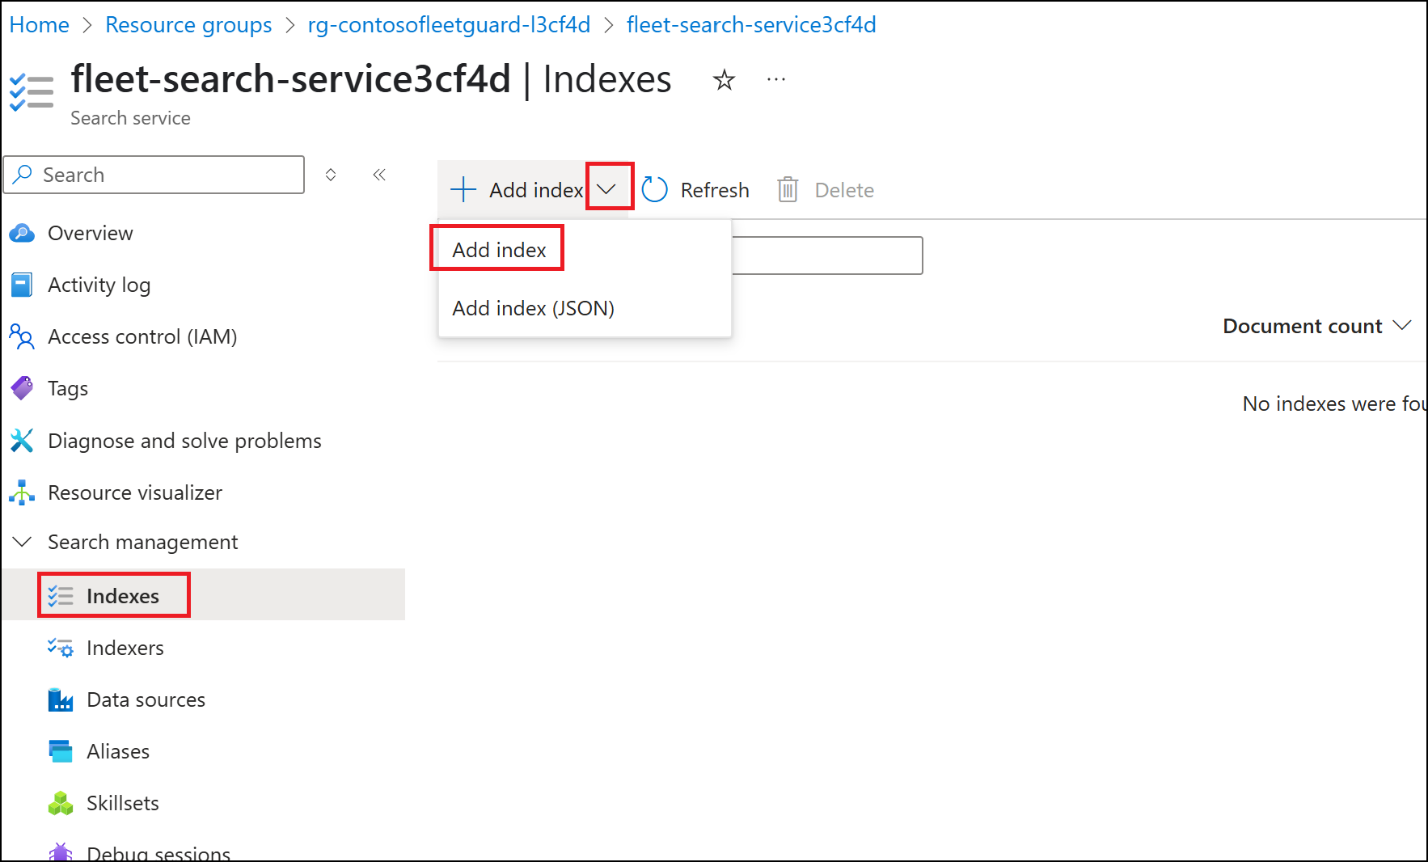 Home > Resource groups > rg-contosofleetguard-l3cf4d > fleet-search-service3cf4d
fleet-search-service3cf4d | Indexes
Search service
Search
Add index
Refresh
Delete
Add index
Add index (JSON)
Document count
No indexes were fou
Overview
Activity log
Access control (IAM)
Tags
Diagnose and solve problems
Resource visualizer
Search management
Indexes
Indexers
Data sources
Aliases
Skillsets
Debug sessions